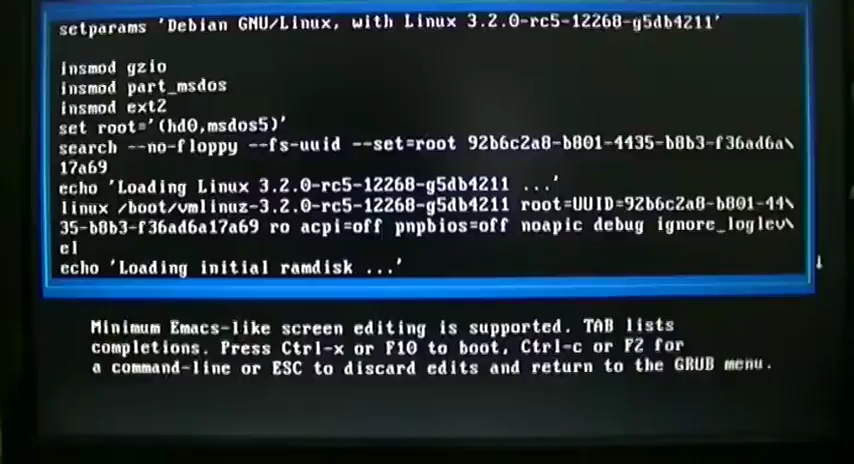 setparams 'Debian GNU/Linux, with Linux 3.2.0-rc5-12268-g5db4211'
insmod gzio
insmod part_msdos
insmod ext2
set root='(hd0,msdos5)'
search --no-floppy --fs-uuid --set=root 92b6c2a8-b801-4435-b8b3-f36ad6a\
17a69
echo 'Loading Linux 3.2.0-rc5-12268-g5db4211 ...'
linux /boot/vmlinuz-3.2.0-rc5-12268-g5db4211 root=UUID=92b6c2a8-b801-44\
35-b8b3-f36ad6a17a69 ro acpi=off pnpbios=off noapic debug ignore_loglev\
el
echo 'Loading initial ramdisk ...'
Minimum Emacs-like screen editing is supported. TAB lists
completions. Press Ctrl-x or F10 to boot, Ctrl-c or F2 for
a command-line or ESC to discard edits and return to the GRUB menu.